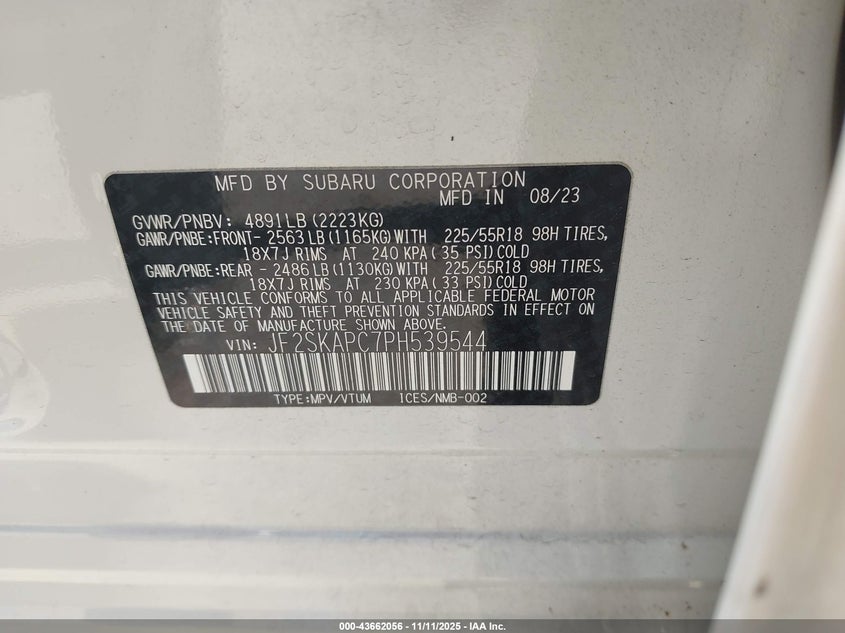 MFD BY SUBARU CORPORATION
MFD IN 08/23
GVWR/PNBV: 4891LB(2223KG)
GAWR/PNBE:FRONT- 2563LB(1165KG)WITH 225/55R18 98H TIRES,
18X7J RIMS AT 240 KPA( 35 PSI)COLD
GAWR/PNBE:REAR - 2486LB(1130KG)WITH 225/55R18 98H TIRES,
18X7J RIMS AT 230 KPA( 33 PSI)COLD
THIS VEHICLE CONFORMS TO ALL APPLICABLE FEDERAL MOTOR
VEHICLE SAFETY AND THEFT PREVENTION STANDARDS IN EFFECT ON
THE DATE OF MANUFACTURE SHOWN ABOVE.
VIN: JF2SKAPC7PH539544
TYPE:MPV/VTUM ICES/NMB-002
000-43662056 - 11/11/2025 - IAA Inc.